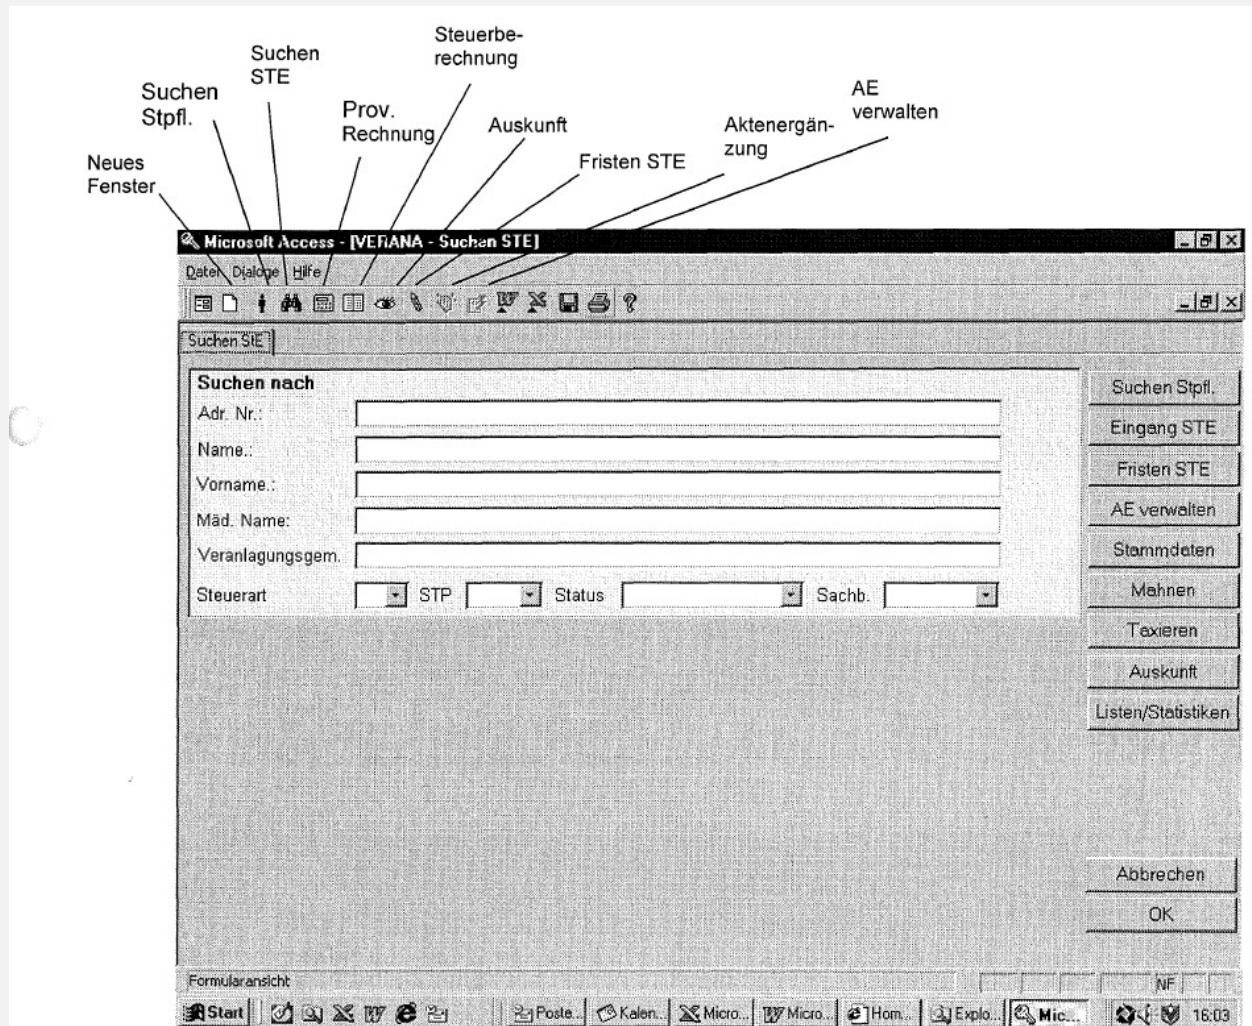 Steuerbe-
rechnung
Suchen
STE
AE
verwalten
Suchen
Stpfl.
Prov.
Rechnung
Auskunft
Aktenergän-
zung
Fristen STE
Neues
Fenster
Microsoft Access - [VERANA - Suchen STE]
Datei Dialoge Hilfe
Suchen StE
Suchen nach
Adr. Nr.:
Name.:
Vorname.:
Mäd. Name:
Veranlagungsgem.
Steuerart STP Status Sachb.
Suchen Stpfl.
Eingang STE
Fristen STE
AE verwalten
Stammdaten
Mahnen
Taxieren
Auskunft
Listen/Statistiken
Abbrechen
OK
Formularansicht NF
Start Poste... Kalen... Micro... Micro... Hom... Explo... Mic... 16:03